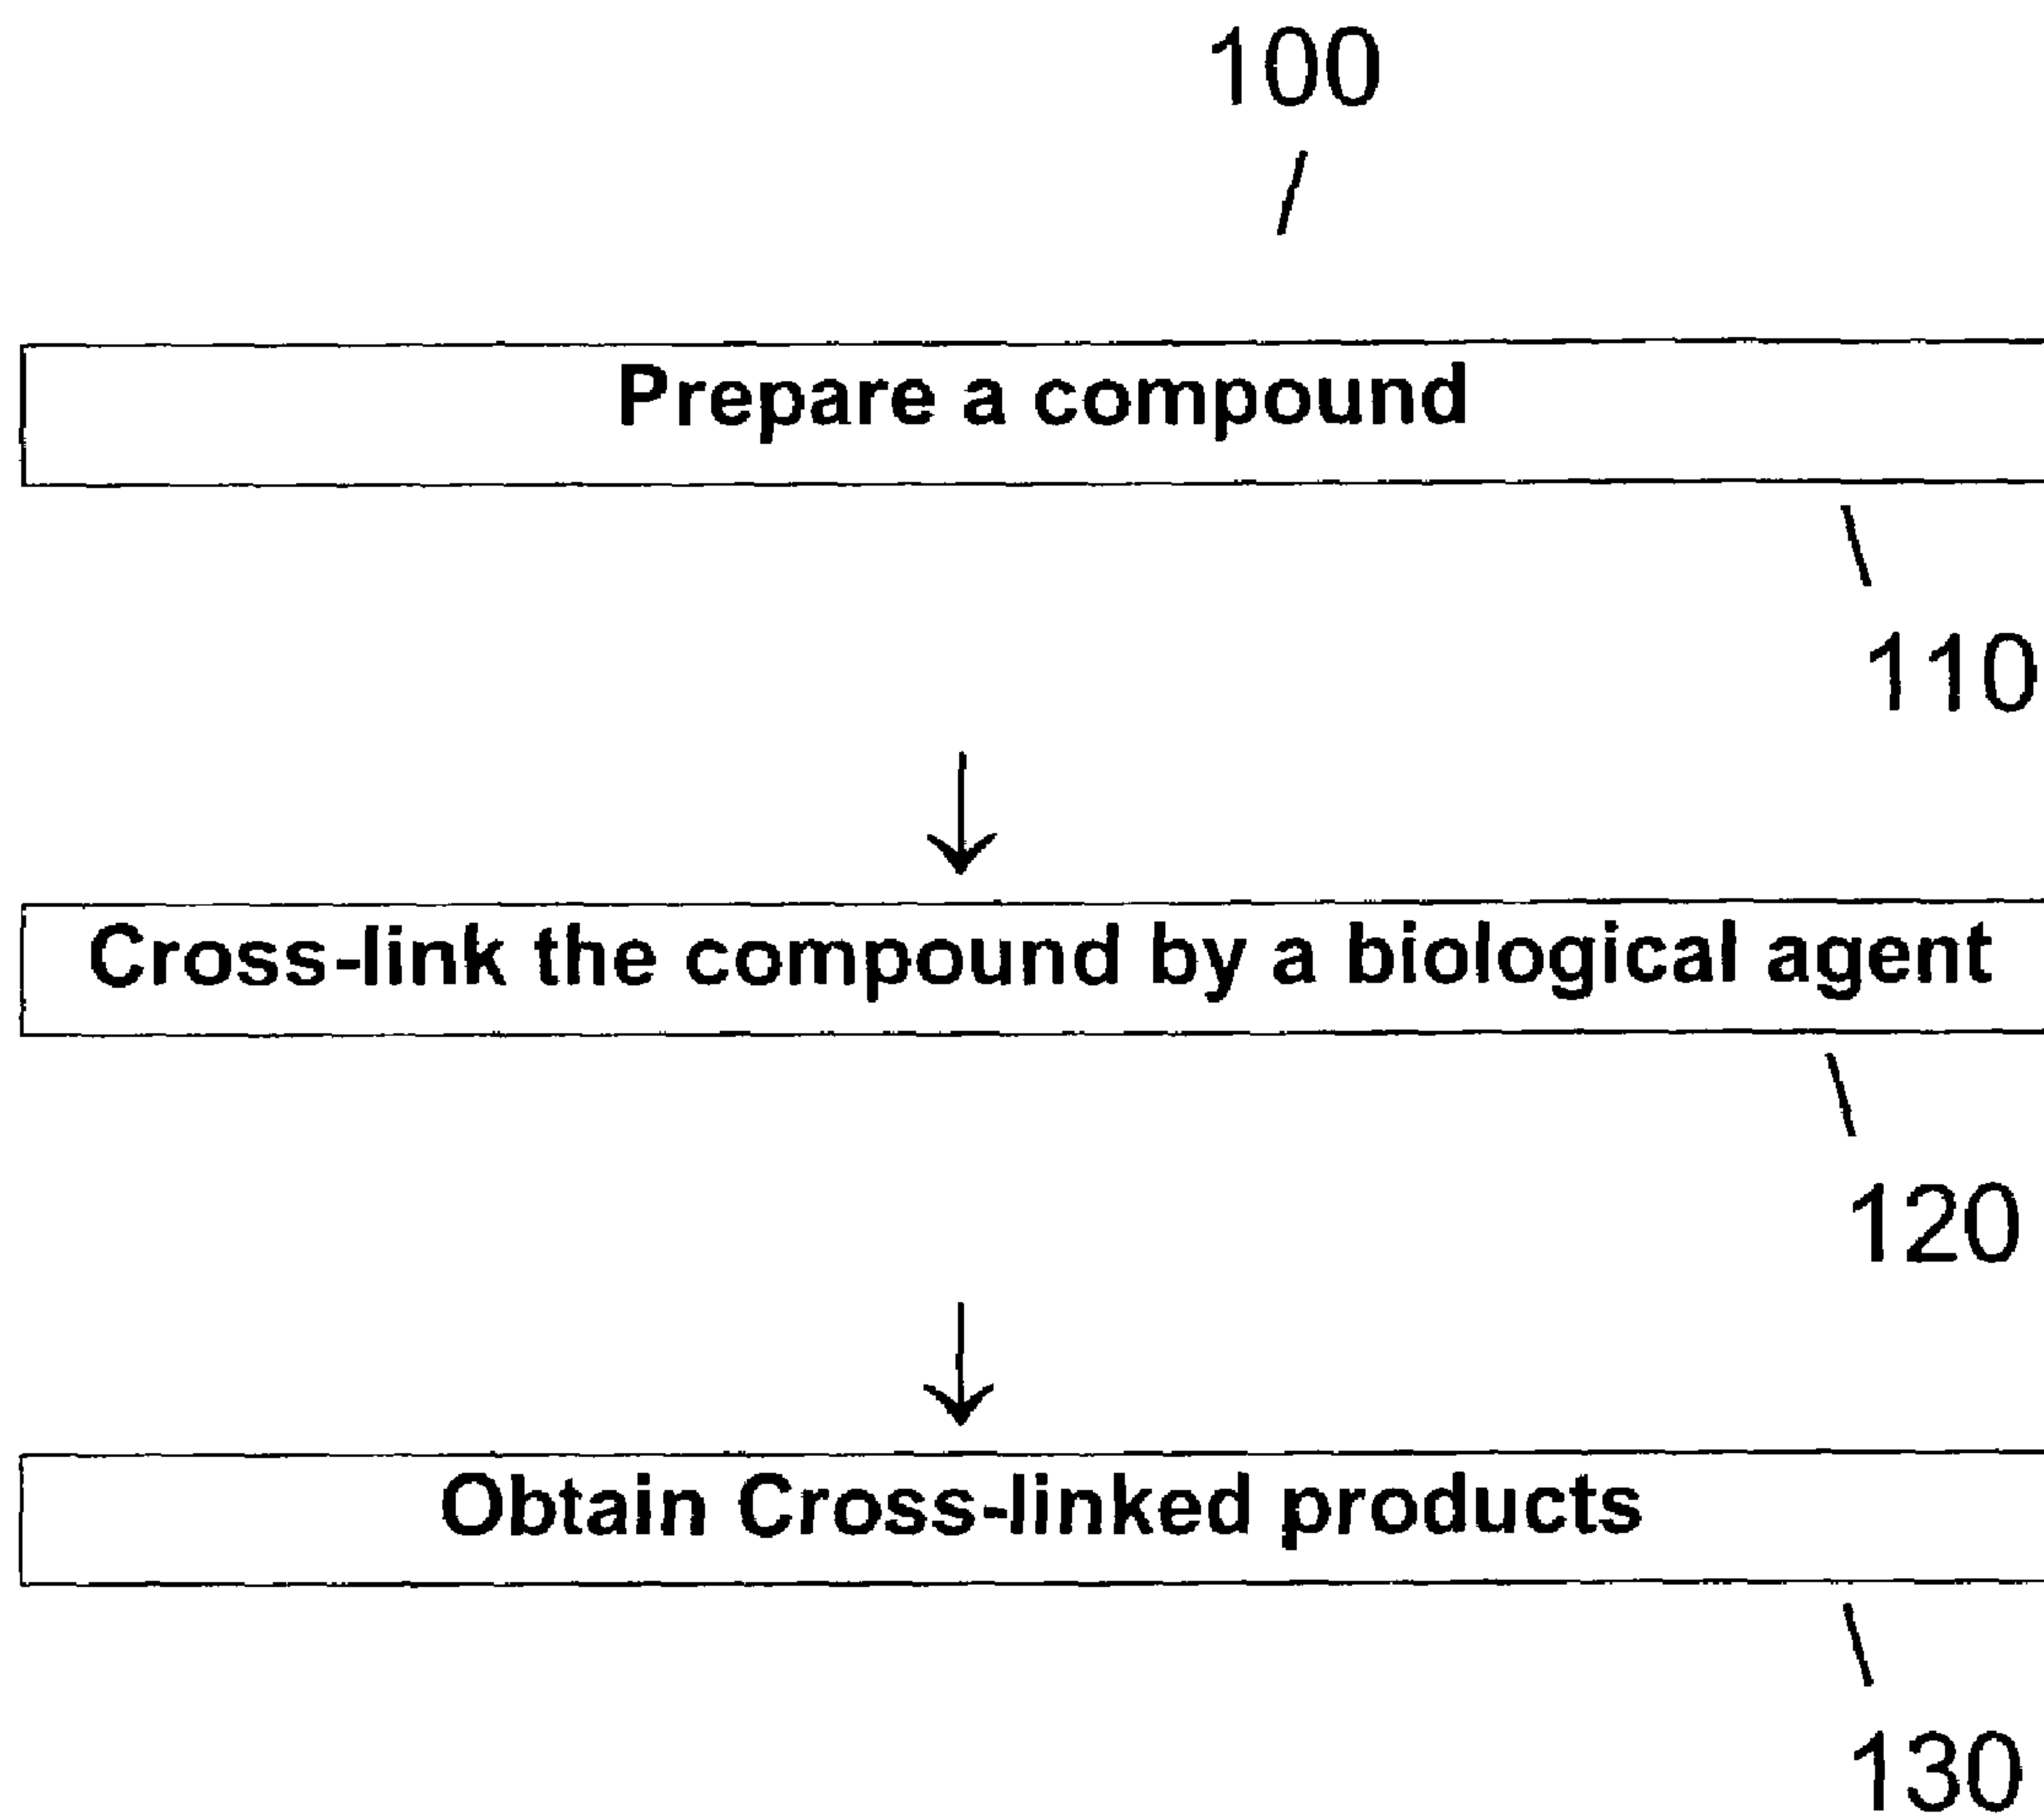 100
Prepare a compound
110
Cross-link the compound by a biological agent
120
Obtain Cross-linked products
130